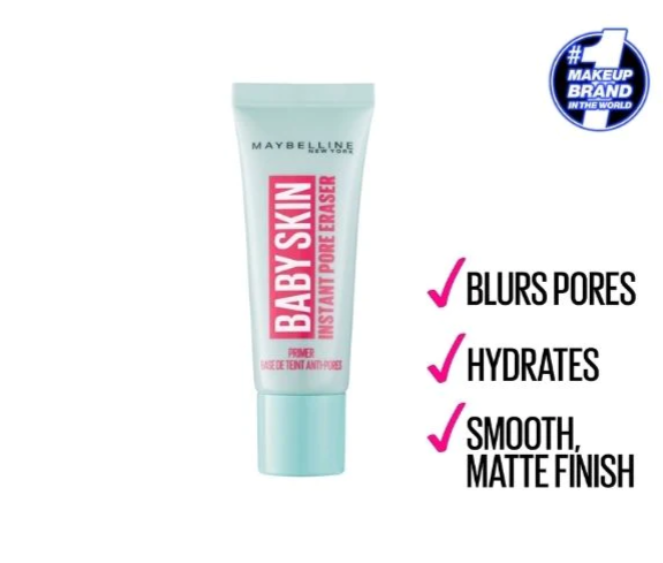 #1
MAKEUP
BRAND
IN THE WORLD
MAYBELLINE
NEW YORK
BABY SKIN
INSTANT PORE ERASER
PRIMER
BASE DE TEINT ANTI-PORES
BLURS PORES
HYDRATES
SMOOTH,
MATTE FINISH